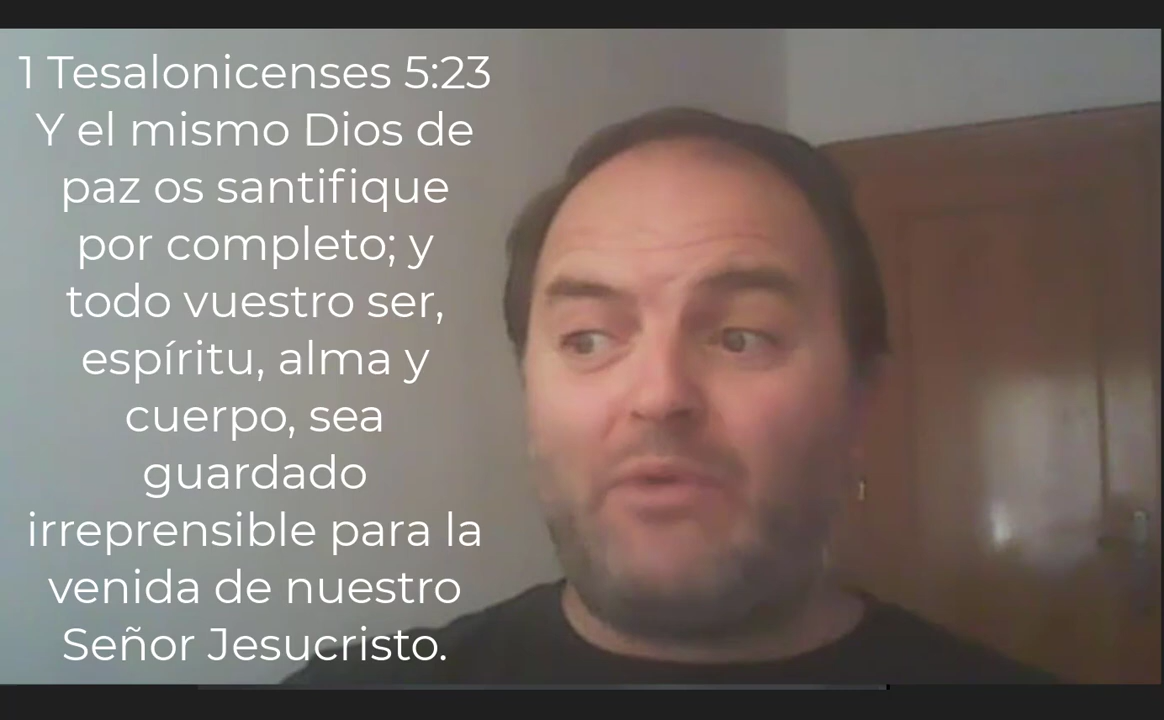 1 Tesalonicenses 5:23
Y el mismo Dios de
paz os santifique
por completo; y
todo vuestro ser,
espíritu, alma y
cuerpo, sea
guardado
irreprensible para la
venida de nuestro
Señor Jesucristo.